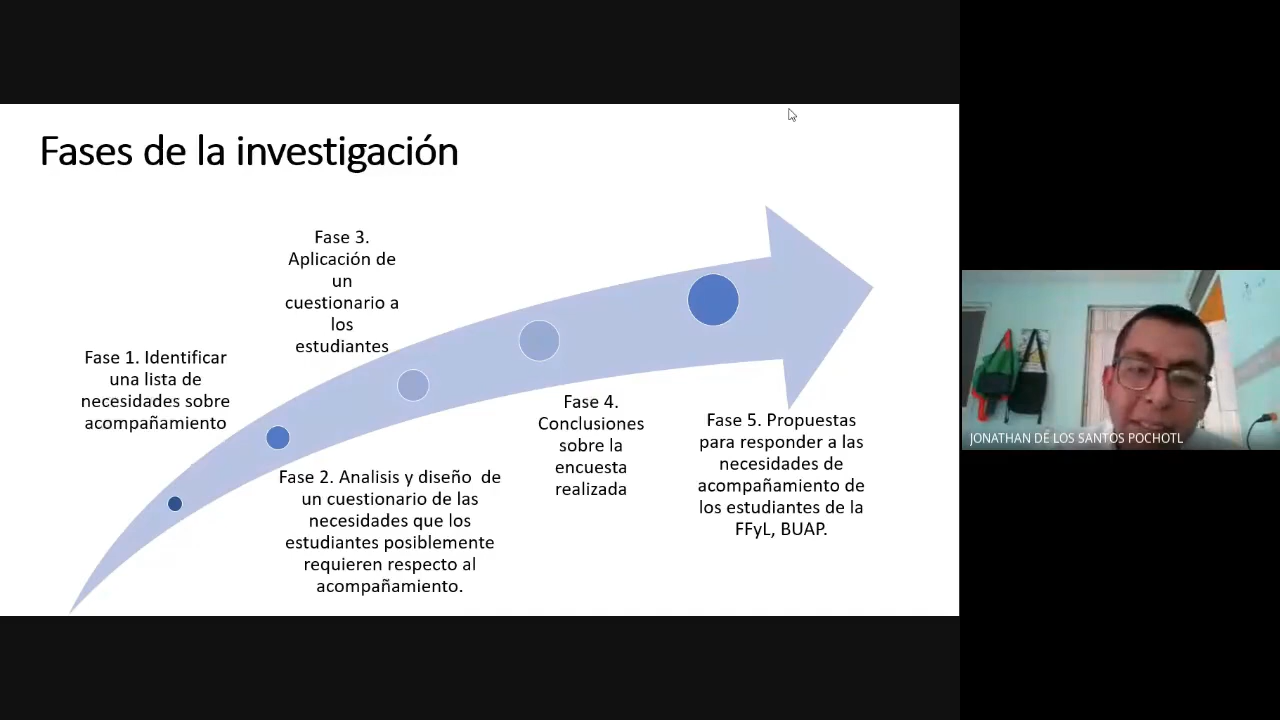 Fases de la investigación
Fase 1. Identificar
una lista de
necesidades sobre
acompañamiento
Fase 2. Analisis y diseño de
un cuestionario de las
necesidades que los
estudiantes posiblemente
requieren respecto al
acompañamiento.
Fase 3.
Aplicación de
un
cuestionario a
los
estudiantes
Fase 4.
Conclusiones
sobre la
encuesta
realizada
Fase 5. Propuestas
para responder a las
necesidades de
acompañamiento de
los estudiantes de la
FFyL, BUAP.
JONATHAN DE LOS SANTOS POCHOTL